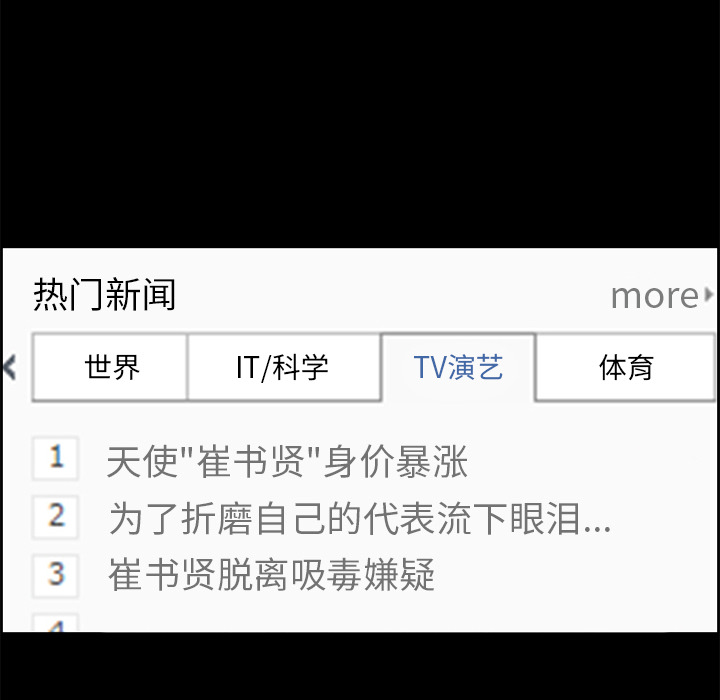 热门新闻 more
世界 IT/科学 TV演艺 体育
1 天使"崔书贤"身价暴涨
2 为了折磨自己的代表流下眼泪...
3 崔书贤脱离吸毒嫌疑